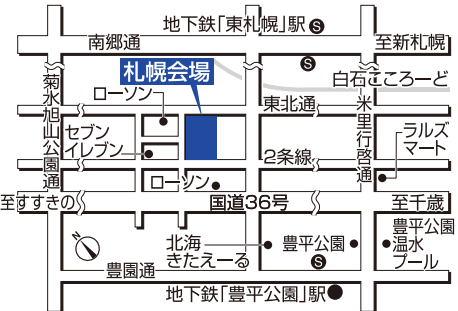 地下鉄「東札幌」駅
S
南郷通
至新札幌
S
札幌会場
白石こころーど
菊水旭山公園通
ローソン
東北通
米里行啓通
セブン
イレブン
ラルズ
マート
2条線
ローソン
至すすきの
国道36号
至千歳
N
北海
きたえーる
豊平公園
S
豊平公園
温水
プール
豊園通
地下鉄「豊平公園」駅